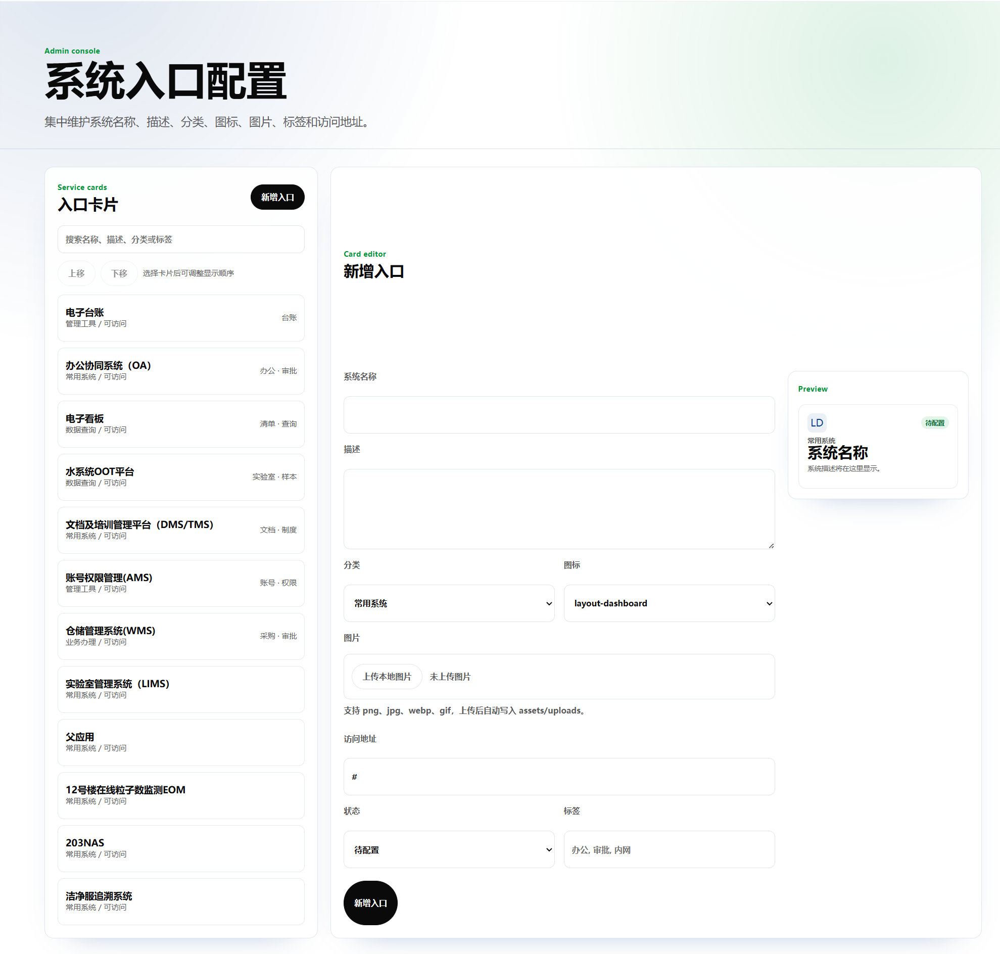 Admin console
系统入口配置
集中维护系统名称、描述、分类、图标、图片、标签和访问地址。
Service cards
入口卡片
新增入口
搜索名称、描述、分类或标签
上移
下移
选择卡片后可调整显示顺序
电子台账
管理工具 / 可访问
台账
办公协同系统（OA）
常用系统 / 可访问
办公 · 审批
电子看板
数据查询 / 可访问
清单 · 查询
水系统OOT平台
数据查询 / 可访问
实验室 · 样本
文档及培训管理平台（DMS/TMS）
常用系统 / 可访问
文档 · 制度
账号权限管理(AMS)
管理工具 / 可访问
账号 · 权限
仓储管理系统(WMS)
业务办理 / 可访问
采购 · 审批
实验室管理系统（LIMS）
常用系统 / 可访问
父应用
常用系统 / 可访问
12号楼在线粒子数监测EOM
常用系统 / 可访问
203NAS
常用系统 / 可访问
洁净服追溯系统
常用系统 / 可访问
Card editor
新增入口
系统名称
描述
分类
图标
常用系统
layout-dashboard
图片
上传本地图片
未上传图片
支持 png、jpg、webp、gif，上传后自动写入 assets/uploads。
访问地址
#
状态
标签
待配置
办公, 审批, 内网
新增入口
Preview
LD
待配置
常用系统
系统名称
系统描述将在这里显示。